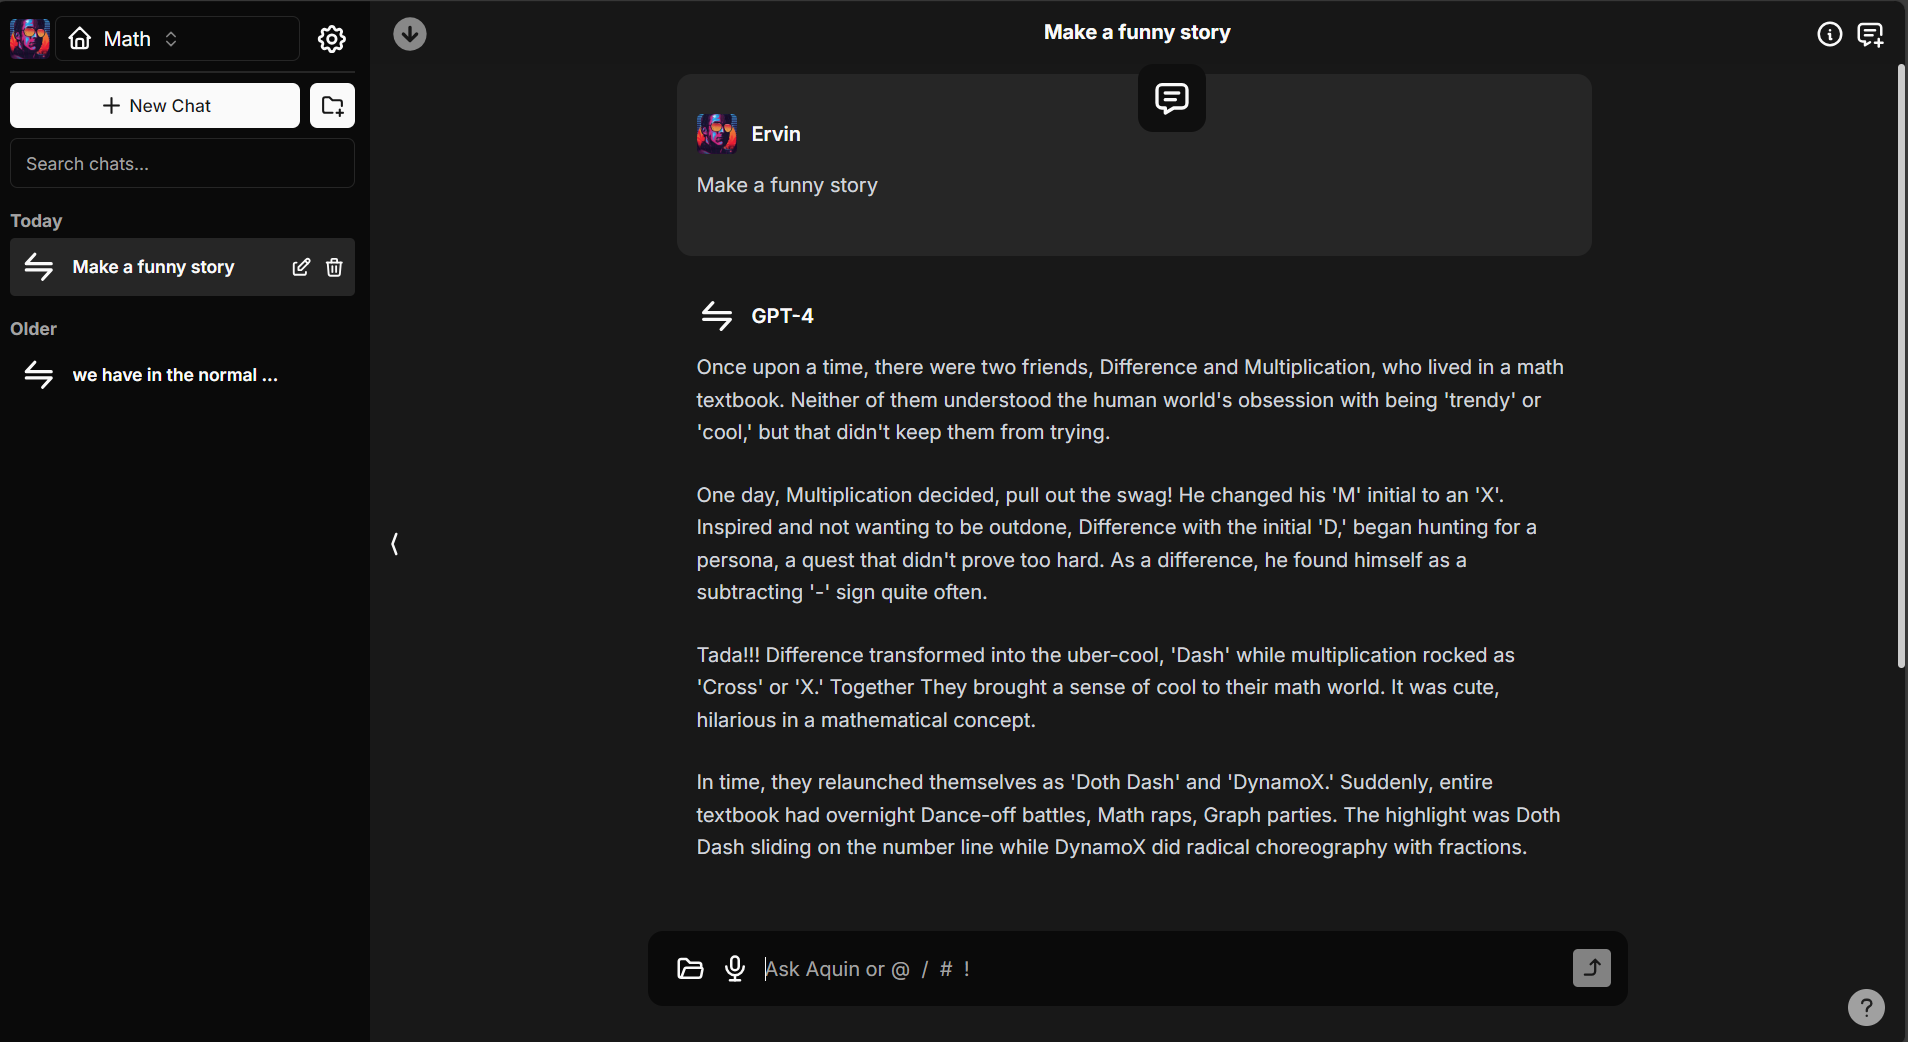 Math
New Chat
Search chats...
Today
Make a funny story
Older
we have in the normal ...
Make a funny story
Ervin
Make a funny story
GPT-4
Once upon a time, there were two friends, Difference and Multiplication, who lived in a math
textbook. Neither of them understood the human world's obsession with being 'trendy' or
'cool,' but that didn't keep them from trying.
One day, Multiplication decided, pull out the swag! He changed his 'M' initial to an 'X'.
Inspired and not wanting to be outdone, Difference with the initial 'D,' began hunting for a
persona, a quest that didn't prove too hard. As a difference, he found himself as a
subtracting '-' sign quite often.
Tada!!! Difference transformed into the uber-cool, 'Dash' while multiplication rocked as
'Cross' or 'X.' Together They brought a sense of cool to their math world. It was cute,
hilarious in a mathematical concept.
In time, they relaunched themselves as 'Doth Dash' and 'DynamoX.' Suddenly, entire
textbook had overnight Dance-off battles, Math raps, Graph parties. The highlight was Doth
Dash sliding on the number line while DynamoX did radical choreography with fractions.
Ask Aquin or @ / # !
?